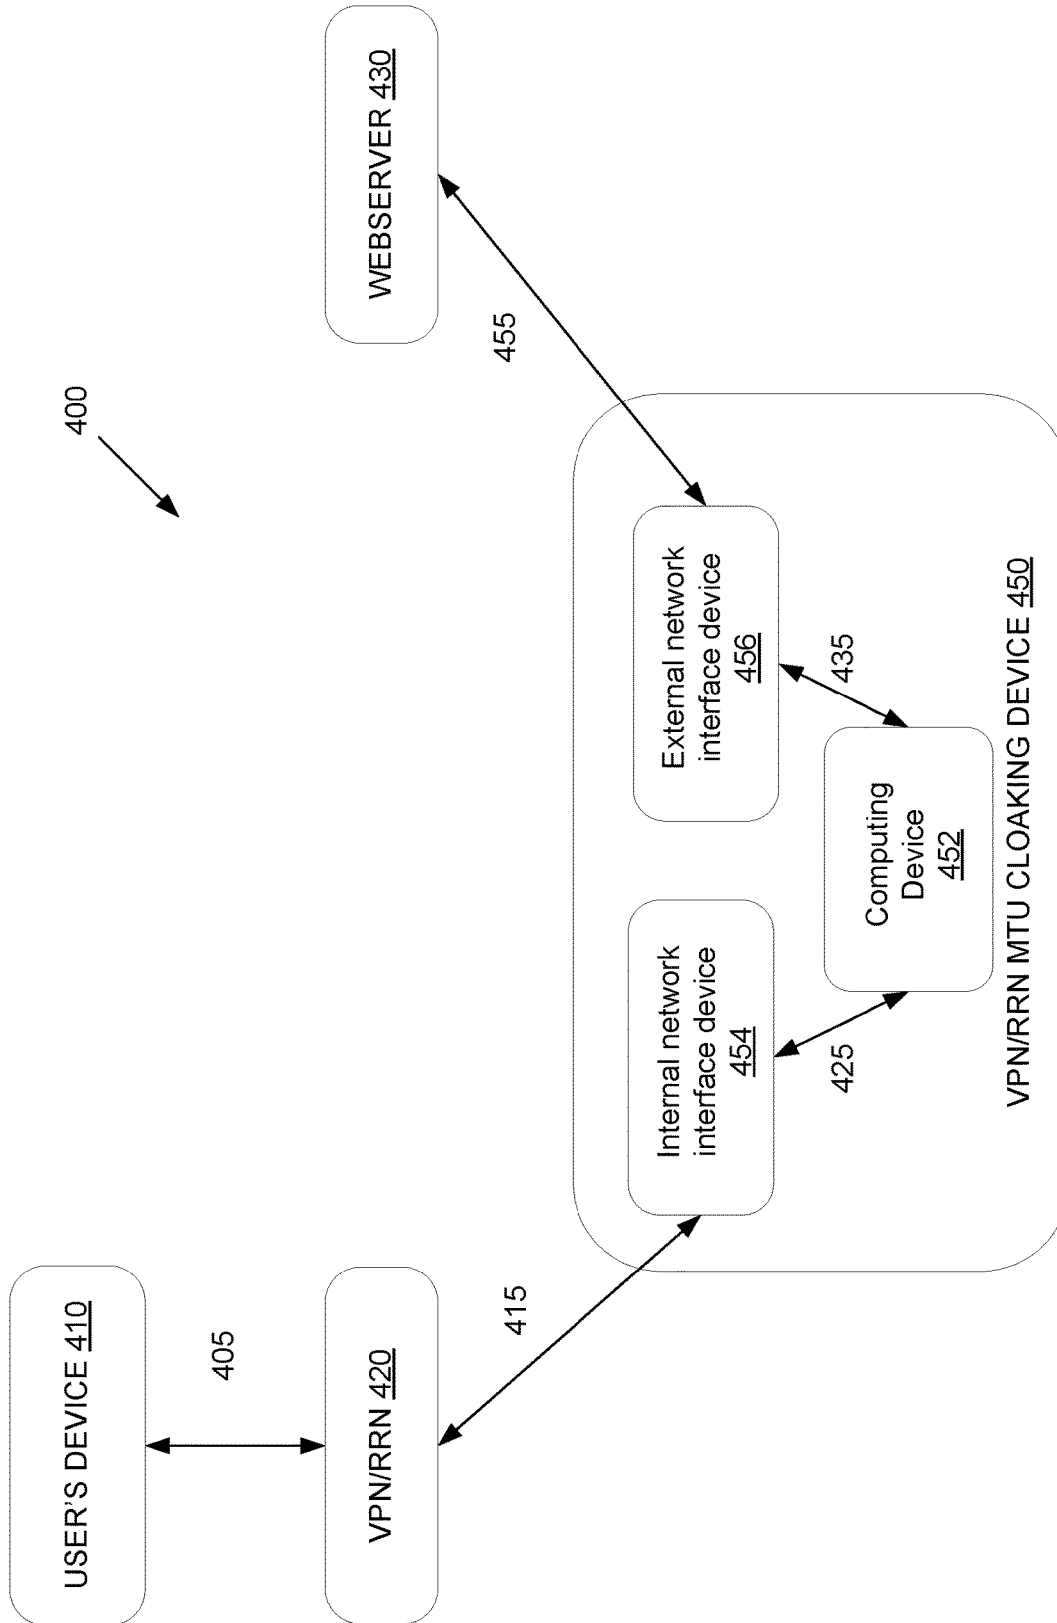 400
USER'S DEVICE 410
405
VPN/RRN 420
415
WEBSERVER 430
455
Internal network
interface device
454
External network
interface device
456
425
435
Computing
Device
452
VPN/RRN MTU CLOAKING DEVICE 450